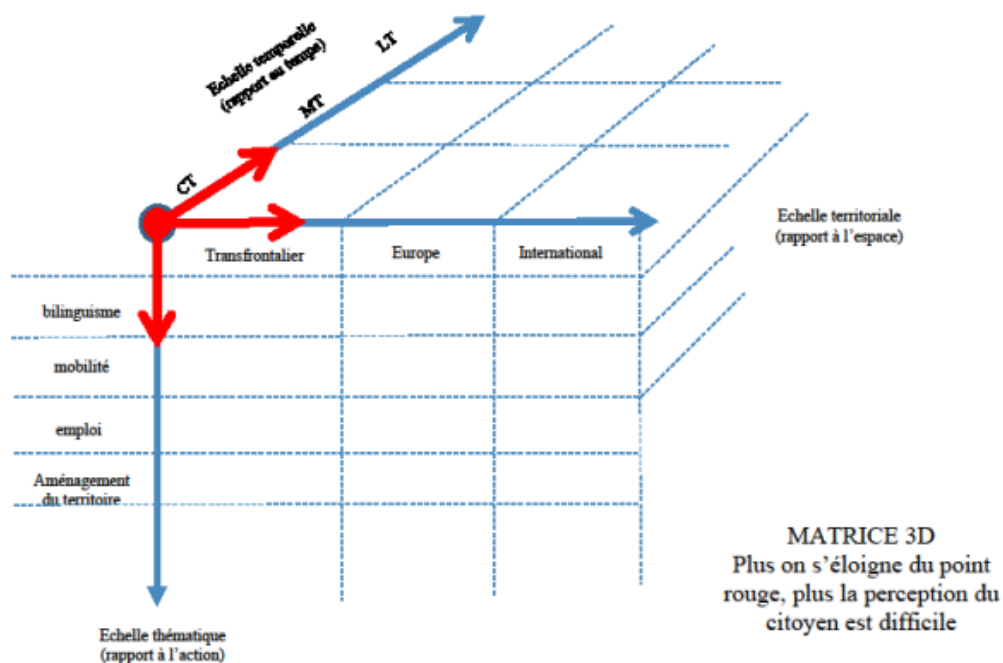 Echelle temporelle
(rapport au temps)
LT
MT
CT
Echelle territoriale
(rapport à l'espace)
Transfrontalier
Europe
International
bilinguisme
mobilité
emploi
Aménagement
du territoire
MATRICE 3D
Plus on s'éloigne du point
rouge, plus la perception du
citoyen est difficile
Echelle thématique
(rapport à l'action)